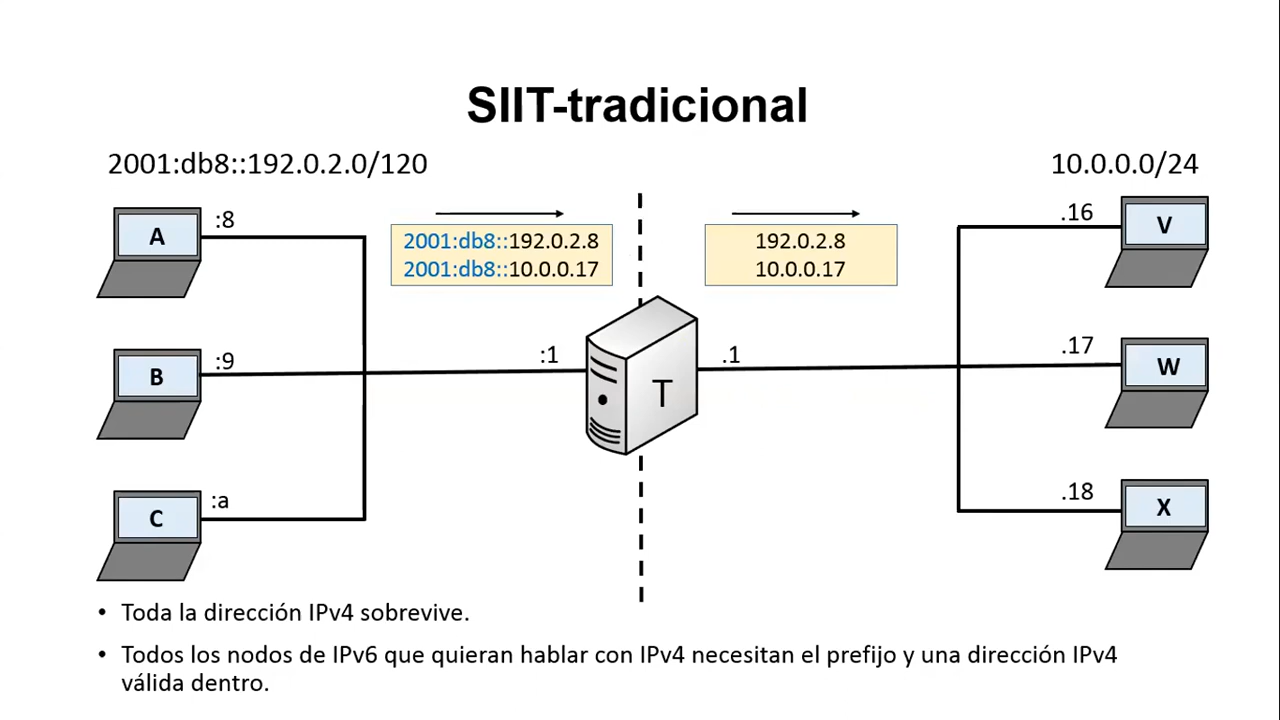 SIIT-tradicional
2001:db8::192.0.2.0/120
10.0.0.0/24
A
:8
2001:db8::192.0.2.8
2001:db8::10.0.0.17
192.0.2.8
10.0.0.17
.16
V
B
:9
:1
T
.1
.17
W
C
:a
.18
X
• Toda la dirección IPv4 sobrevive.
• Todos los nodos de IPv6 que quieran hablar con IPv4 necesitan el prefijo y una dirección IPv4
válida dentro.